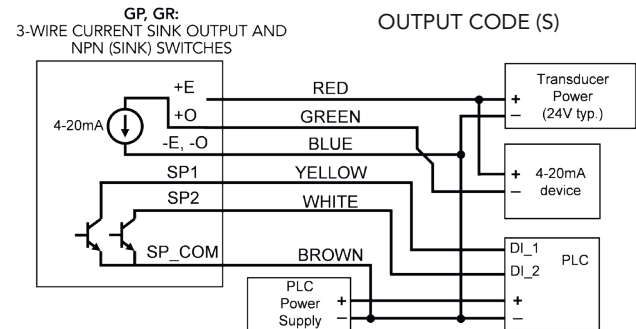 GP, GR:
3-WIRE CURRENT SINK OUTPUT AND
NPN (SINK) SWITCHES
OUTPUT CODE (S)
+E
RED
Transducer
Power
(24V typ.)
+
−
4-20mA
+O
GREEN
-E, -O
BLUE
SP1
YELLOW
+
4-20mA
device
−
SP2
WHITE
SP_COM
BROWN
DI_1
DI_2
PLC
+
−
PLC
Power
Supply
+
−